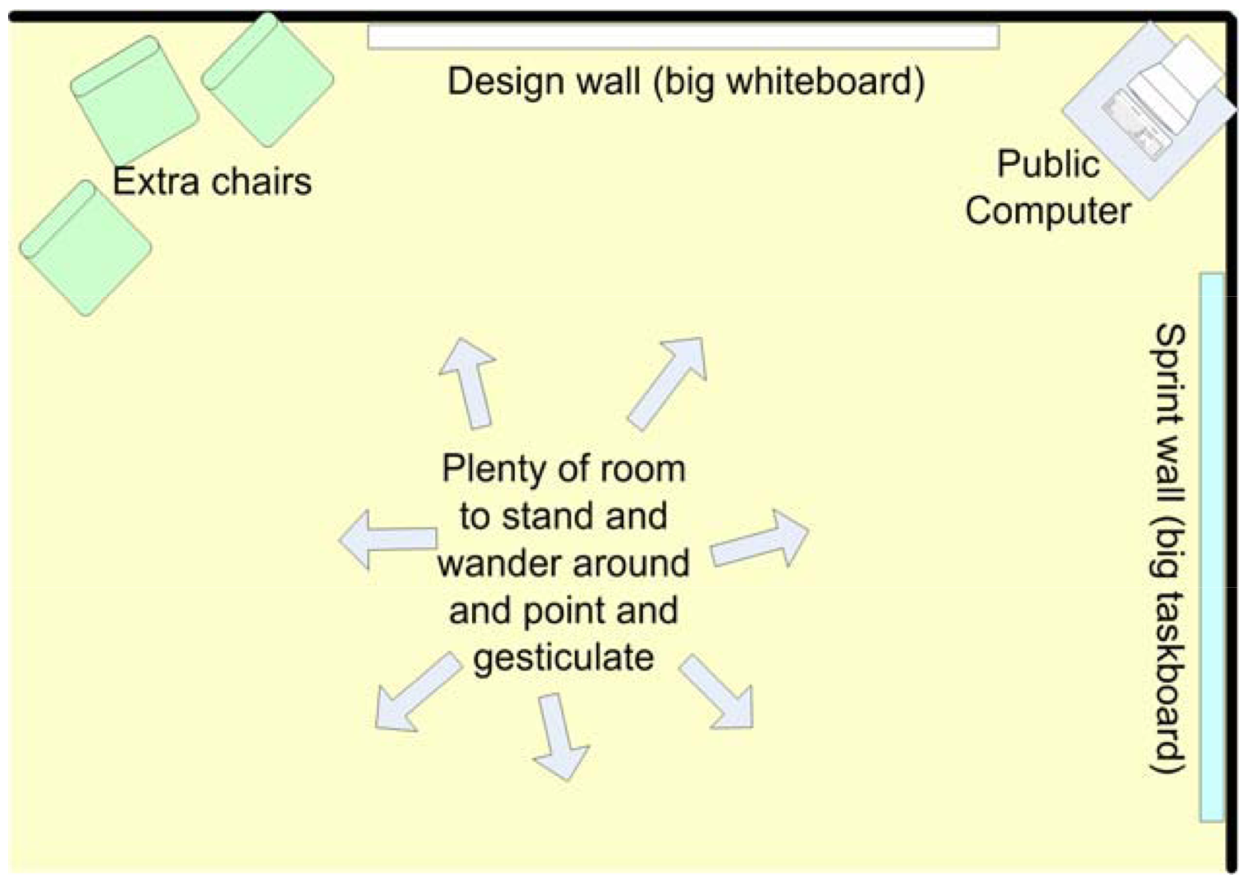 Design wall (big whiteboard)
Public
Computer
Extra chairs
Sprint wall (big taskboard)
Plenty of room
to stand and
wander around
and point and
gesticulate